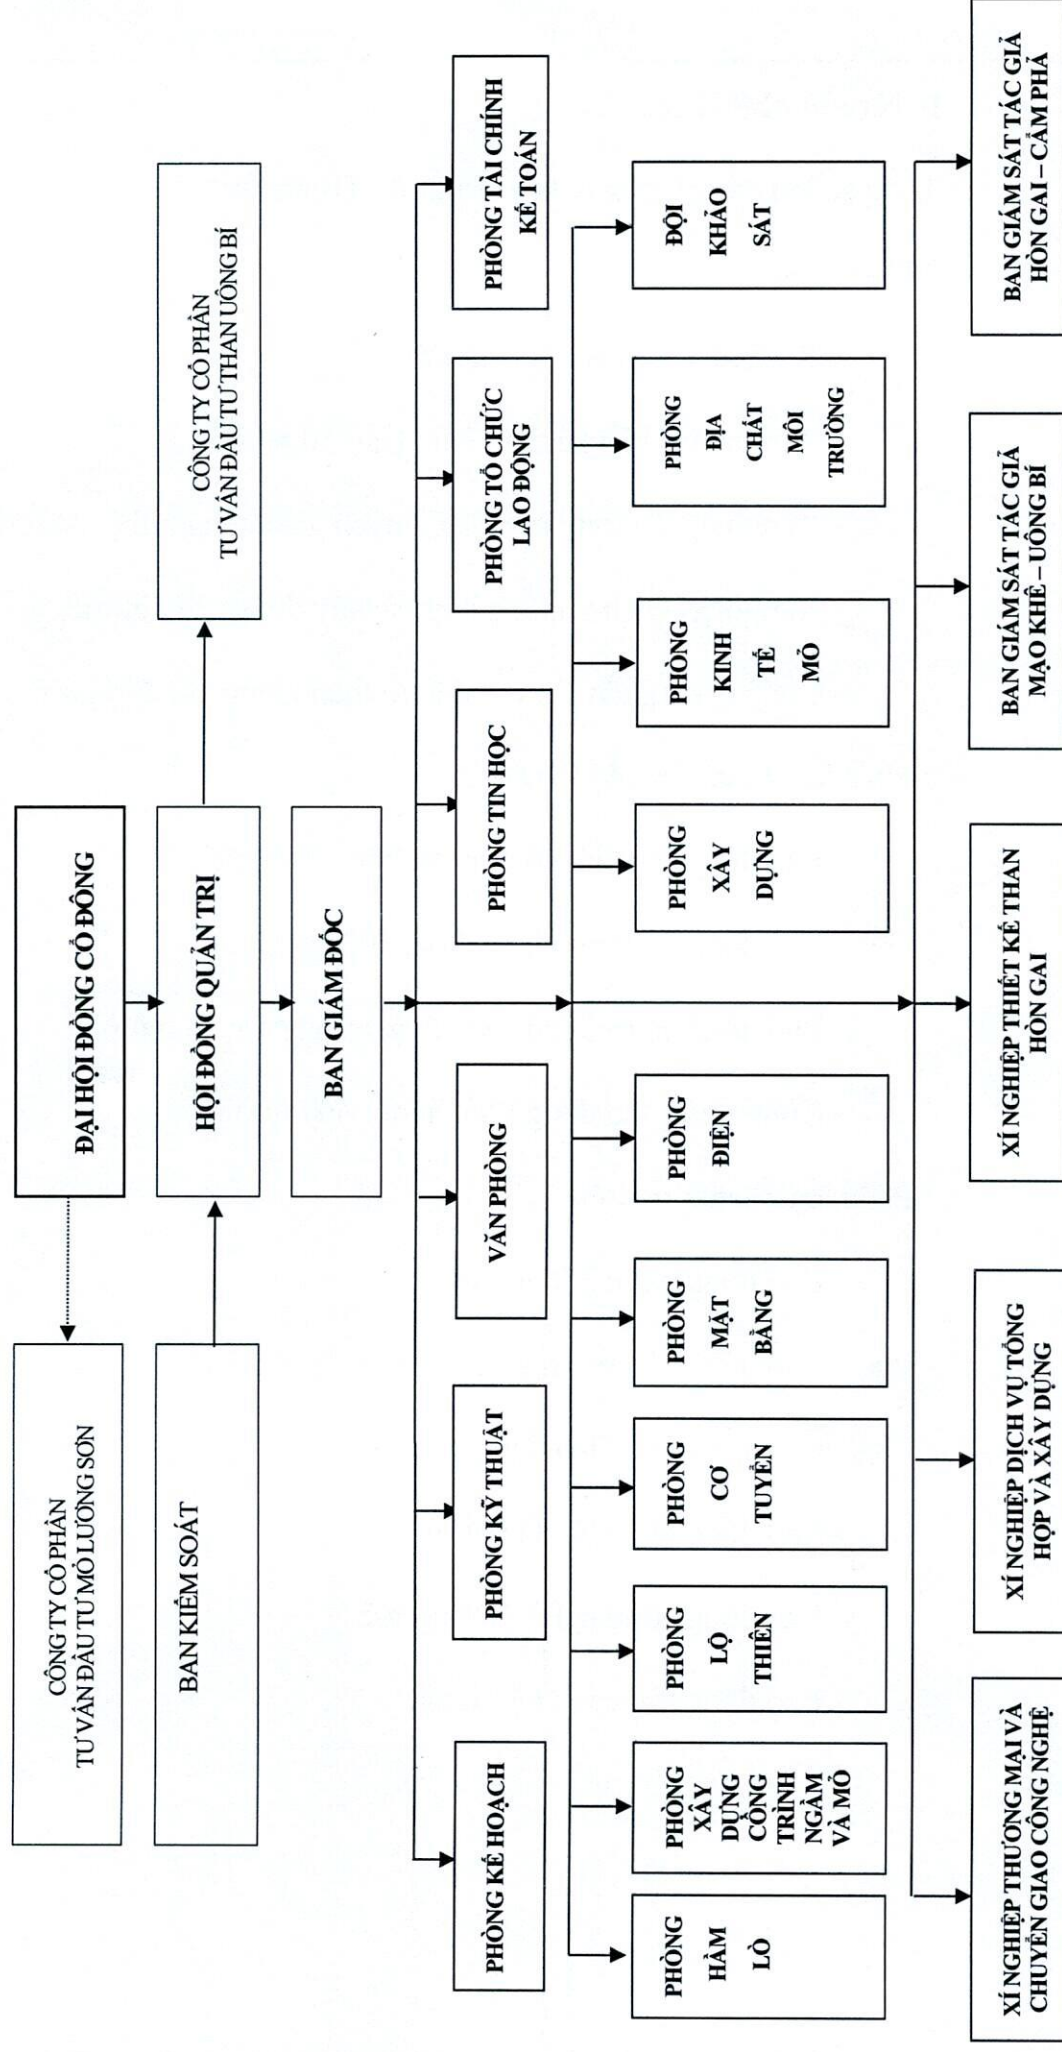 CÔNG TY CỔ PHẦN
TƯ VẤN ĐẦU TƯ MỎ LƯƠNG SƠN
ĐẠI HỘI ĐỒNG CỔ ĐÔNG
BAN KIỂM SOÁT
HỘI ĐỒNG QUẢN TRỊ
CÔNG TY CỔ PHẦN
TƯ VẤN ĐẦU TƯ THAN UÔNG BÍ
BAN GIÁM ĐỐC
PHÒNG KẾ HOẠCH
PHÒNG KỸ THUẬT
VĂN PHÒNG
PHÒNG TIN HỌC
PHÒNG TỔ CHỨC
LAO ĐỘNG
PHÒNG TÀI CHÍNH
KẾ TOÁN
PHÒNG
HẦM
LÒ
PHÒNG
XÂY
DỰNG
CÔNG
TRÌNH
NGẦM
VÀ MỎ
PHÒNG
LỘ
THIÊN
PHÒNG
CƠ
TUYỂN
PHÒNG
MẶT
BẰNG
PHÒNG
ĐIỆN
PHÒNG
XÂY
DỰNG
PHÒNG
KINH
TẾ
MỎ
PHÒNG
ĐỊA
CHẤT
MÔI
TRƯỜNG
ĐỘI
KHẢO
SÁT
XÍ NGHIỆP THƯƠNG MẠI VÀ
CHUYỂN GIAO CÔNG NGHỆ
XÍ NGHIỆP DỊCH VỤ TỔNG
HỢP VÀ XÂY DỰNG
XÍ NGHIỆP THIẾT KẾ THAN
HÒN GAI
BAN GIÁM SÁT TÁC GIẢ
MẠO KHÊ – UÔNG BÍ
BAN GIÁM SÁT TÁC GIẢ
HÒN GAI – CẨM PHẢ